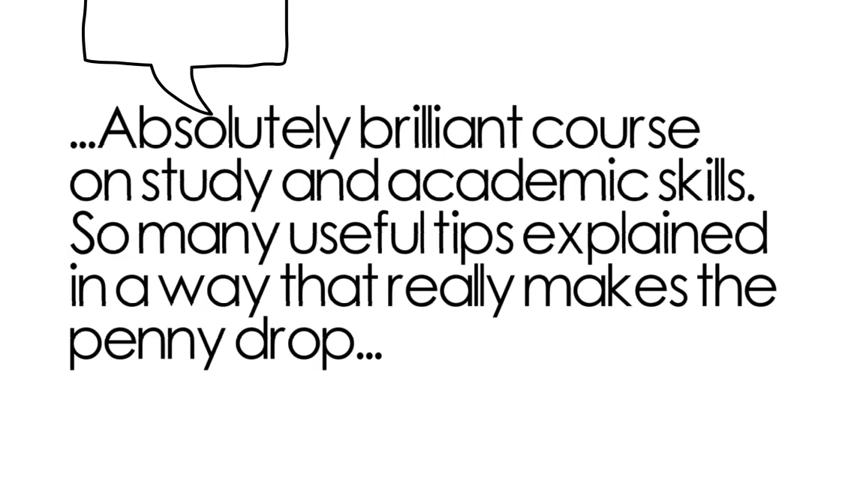 ...Absolutely brilliant course
on study and academic skills.
So many useful tips explained
in a way that really makes the
penny drop...